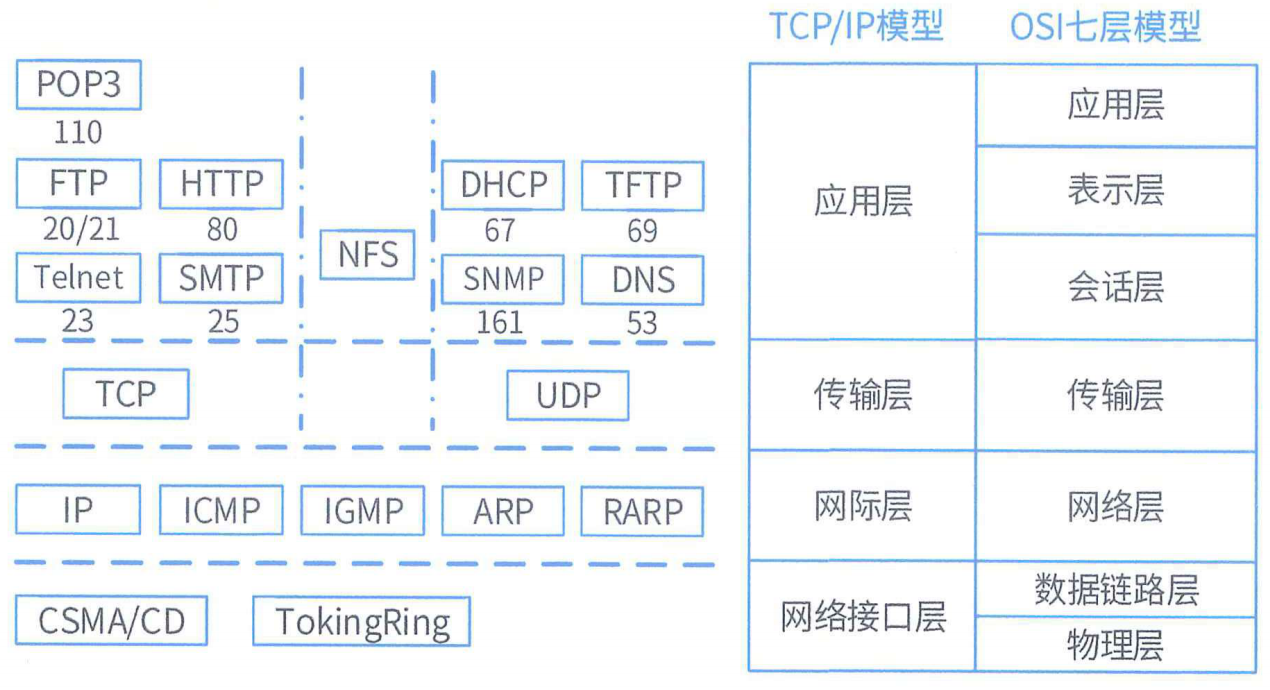 TCP/IP模型 OSI七层模型
POP3
110
FTP HTTP DHCP TFTP
20/21 80 67 69
NFS
Telnet SMTP SNMP DNS
23 25 161 53
TCP UDP
IP ICMP IGMP ARP RARP
CSMA/CD TokingRing
应用层 应用层
表示层
会话层
传输层 传输层
网际层 网络层
网络接口层 数据链路层
物理层